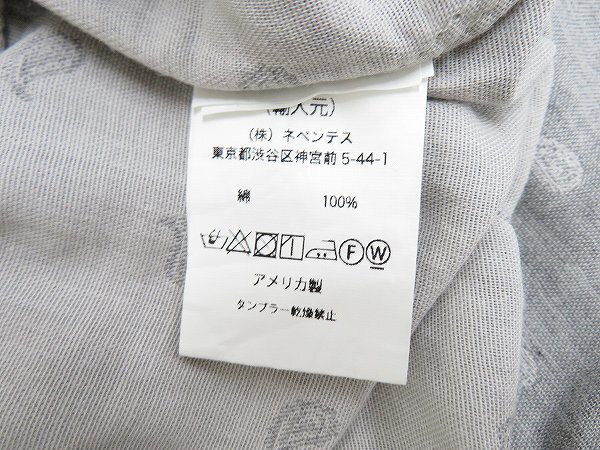 (輸入元)
(株) ネペンテス
東京都渋谷区神宮前 5-44-1
綿 100%
F W
アメリカ製
タンブラー乾燥禁止